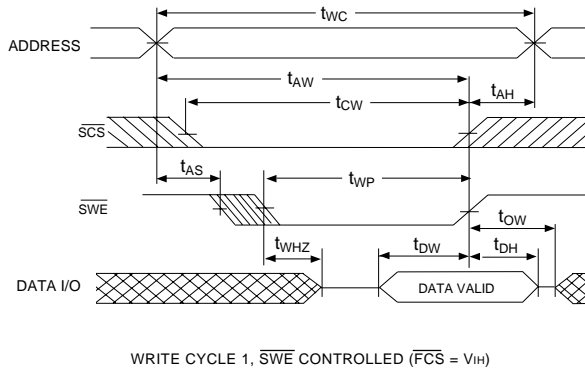 tWC
ADDRESS
tAW
tCW
tAH
SCS
tAS
tWP
SWE
tOW
tWHZ
tDW
tDH
DATA I/O
DATA VALID
WRITE CYCLE 1, SWE CONTROLLED (FCS = VIH)